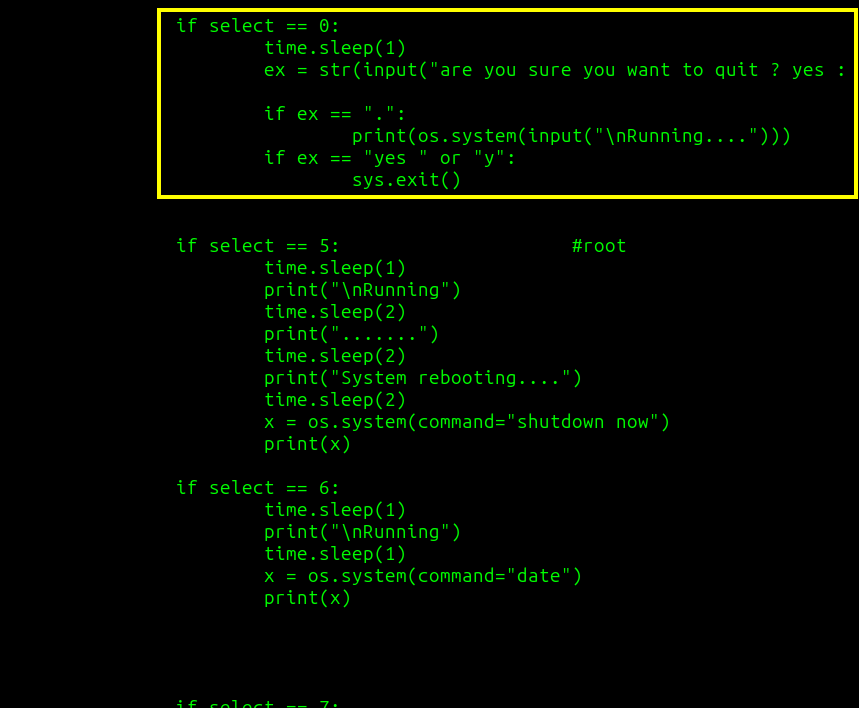 if select == 0:
time.sleep(1)
ex = str(input("are you sure you want to quit ? yes :
if ex == ".":
print(os.system(input("\nRunning....")))
if ex == "yes " or "y":
sys.exit()
if select == 5: #root
time.sleep(1)
print("\nRunning")
time.sleep(2)
print(".......")
time.sleep(2)
print("System rebooting....")
time.sleep(2)
x = os.system(command="shutdown now")
print(x)
if select == 6:
time.sleep(1)
print("\nRunning")
time.sleep(1)
x = os.system(command="date")
print(x)
if select == 7: